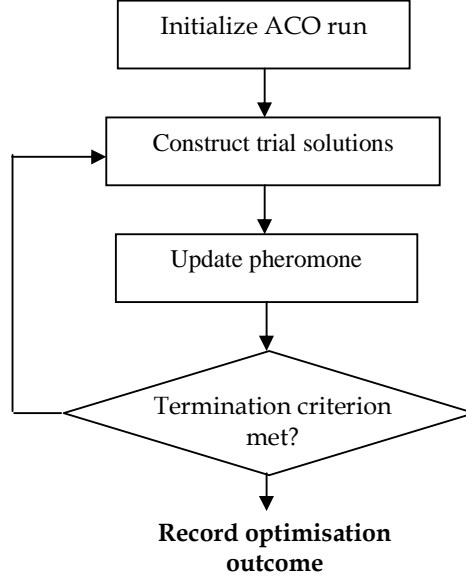 Initialize ACO run
Construct trial solutions
Update pheromone
Termination criterion
met?
Record optimisation
outcome